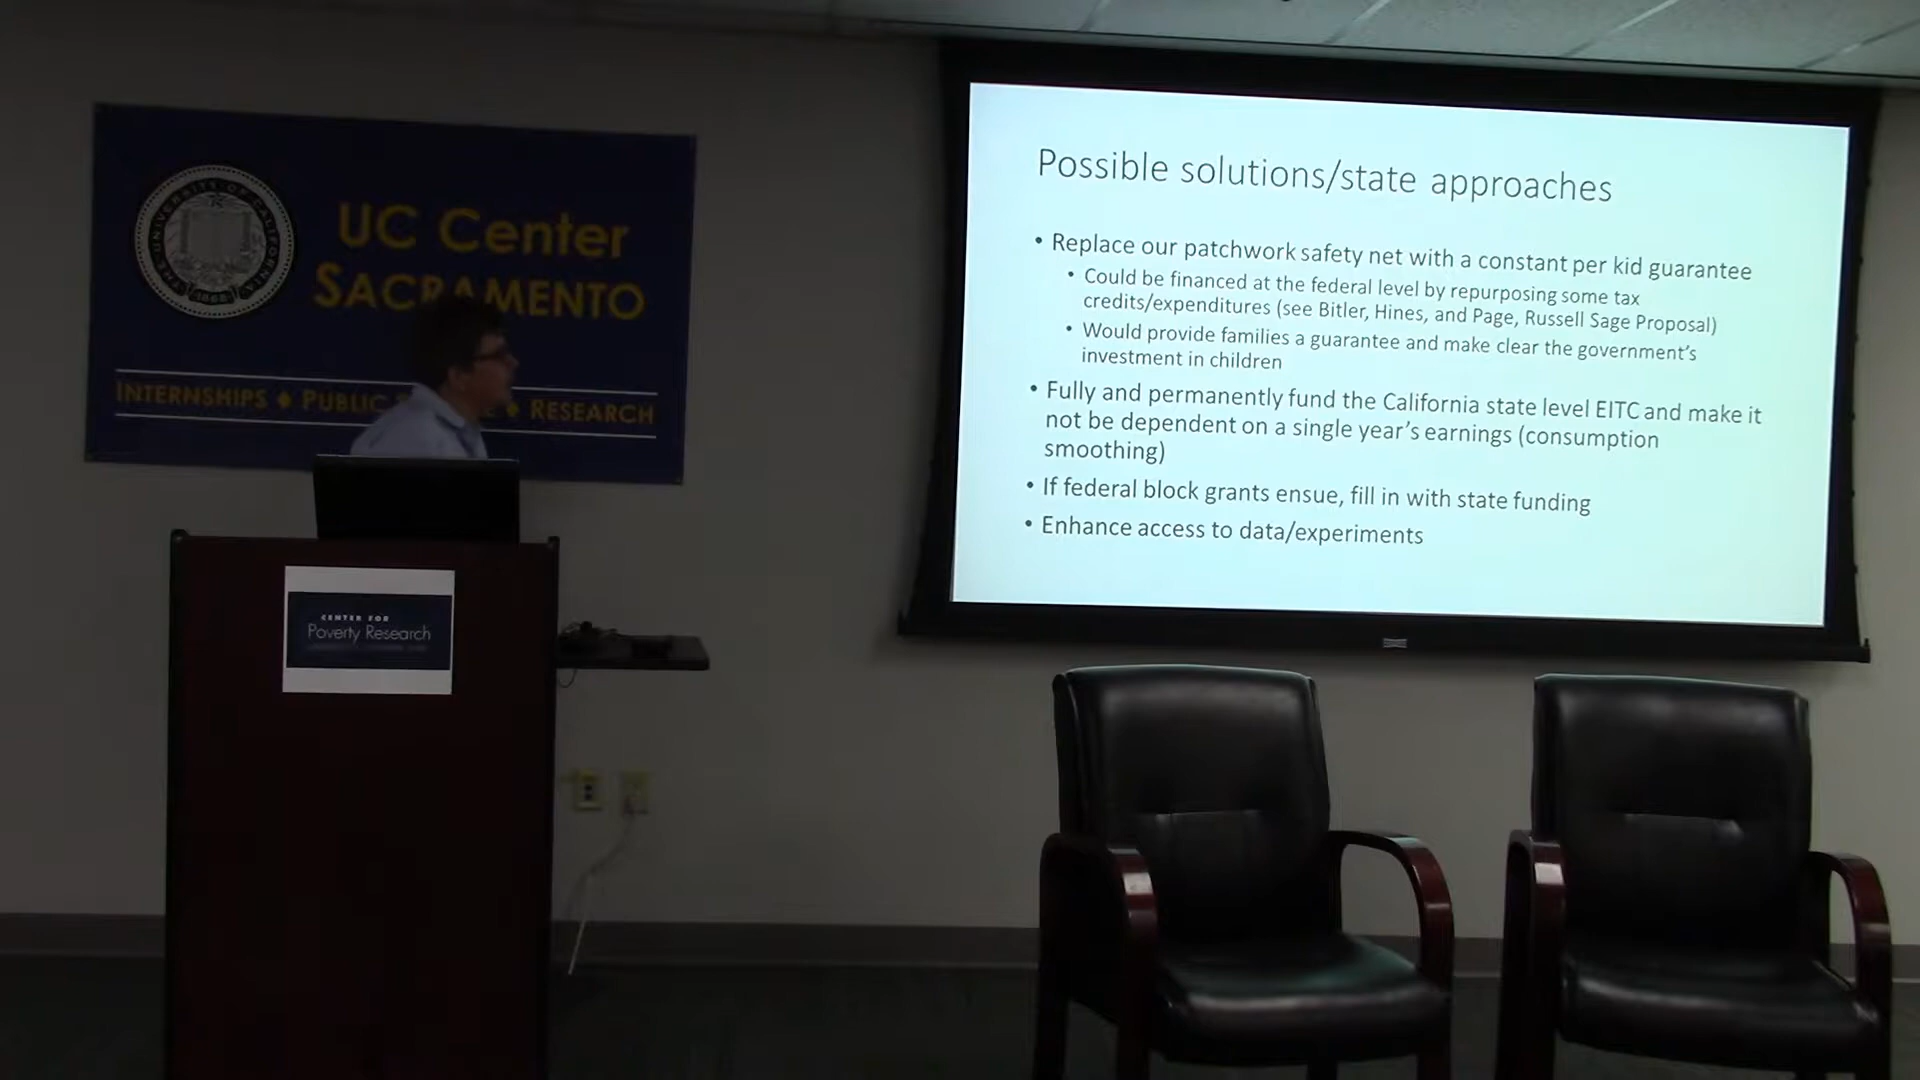 UC Center
SACRAMENTO
INTERNSHIPS ♦ PUBLIC ♦ RESEARCH
CENTER FOR
Poverty Research
Possible solutions/state approaches
• Replace our patchwork safety net with a constant per kid guarantee
• Could be financed at the federal level by repurposing some tax
credits/expenditures (see Bitler, Hines, and Page, Russell Sage Proposal)
• Would provide families a guarantee and make clear the government's
investment in children
• Fully and permanently fund the California state level EITC and make it
not be dependent on a single year's earnings (consumption
smoothing)
• If federal block grants ensue, fill in with state funding
• Enhance access to data/experiments